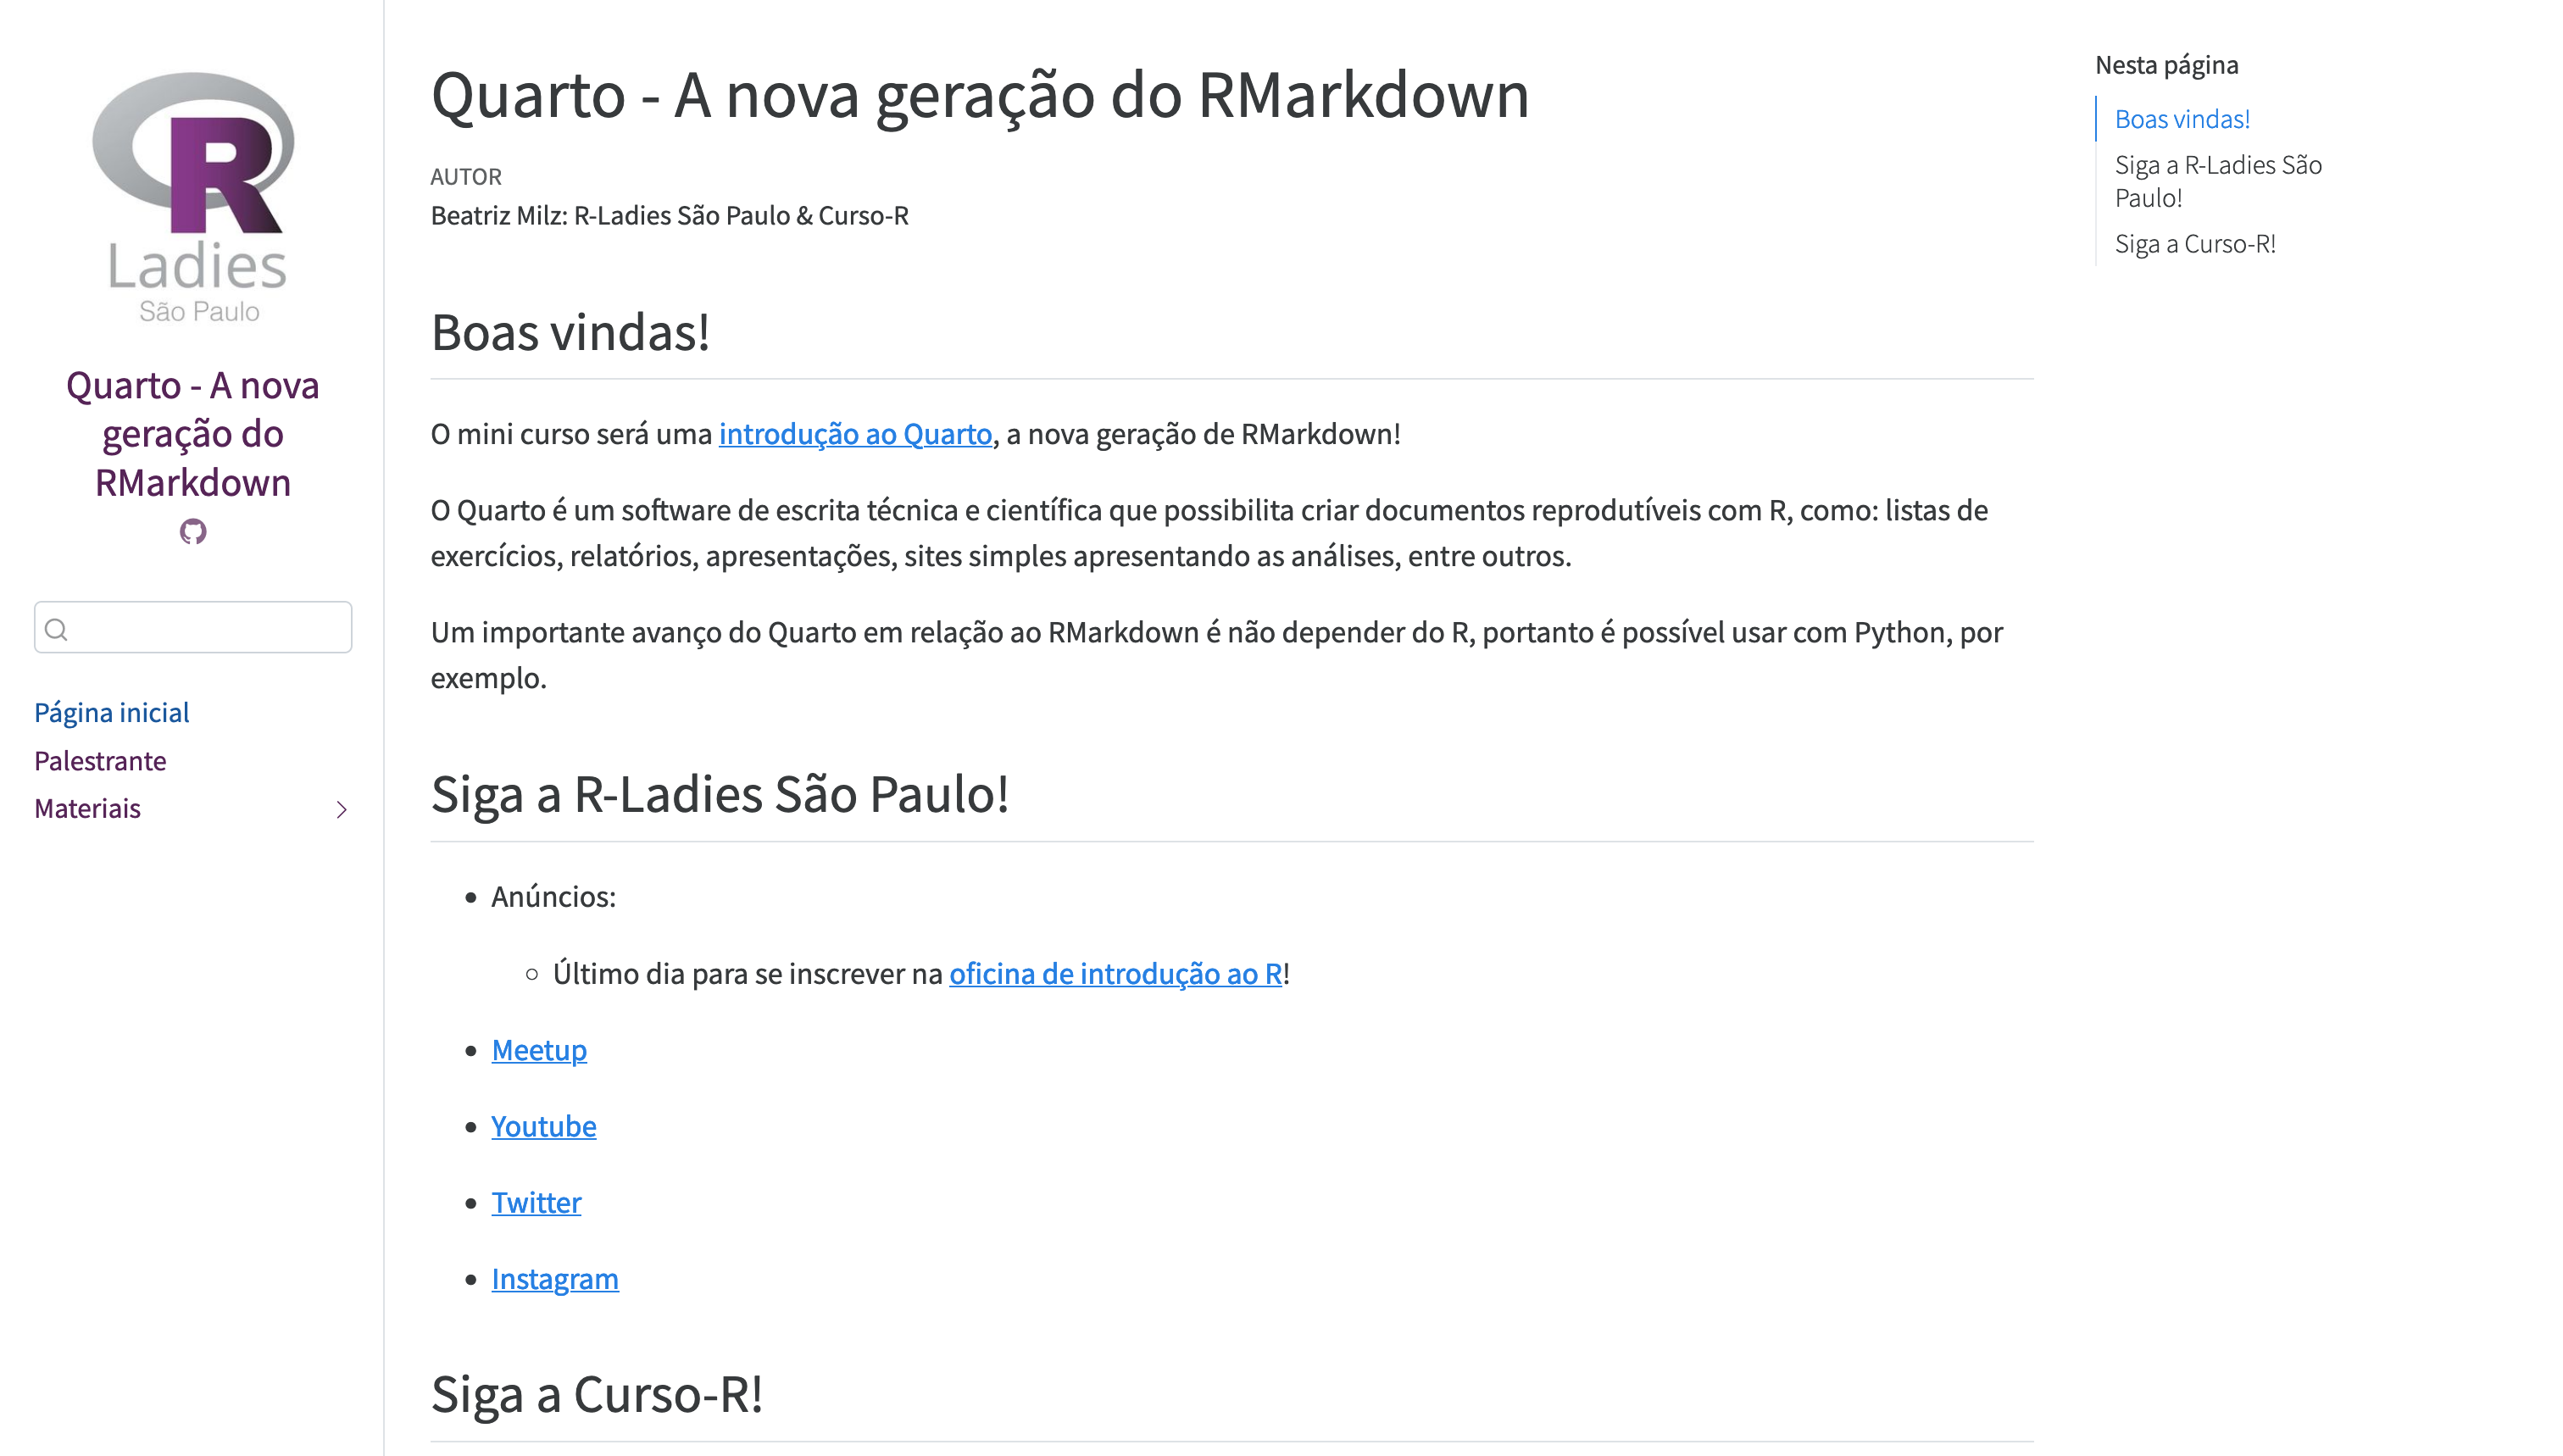 R
Ladies
São Paulo
Quarto - A nova
geração do
RMarkdown
Página inicial
Palestrante
Materiais
Quarto - A nova geração do RMarkdown
AUTOR
Beatriz Milz: R-Ladies São Paulo & Curso-R
Boas vindas!
O mini curso será uma introdução ao Quarto, a nova geração de RMarkdown!
O Quarto é um software de escrita técnica e científica que possibilita criar documentos reprodutíveis com R, como: listas de
exercícios, relatórios, apresentações, sites simples apresentando as análises, entre outros.
Um importante avanço do Quarto em relação ao RMarkdown é não depender do R, portanto é possível usar com Python, por
exemplo.
Siga a R-Ladies São Paulo!
Anúncios:
Último dia para se inscrever na oficina de introdução ao R!
Meetup
Youtube
Twitter
Instagram
Siga a Curso-R!
Nesta página
Boas vindas!
Siga a R-Ladies São
Paulo!
Siga a Curso-R!